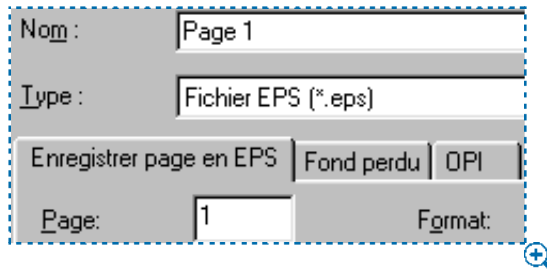 Nom : Page 1
Type : Fichier EPS (*.eps)
Enregistrer page en EPS Fond perdu OPI
Page: 1 Format: